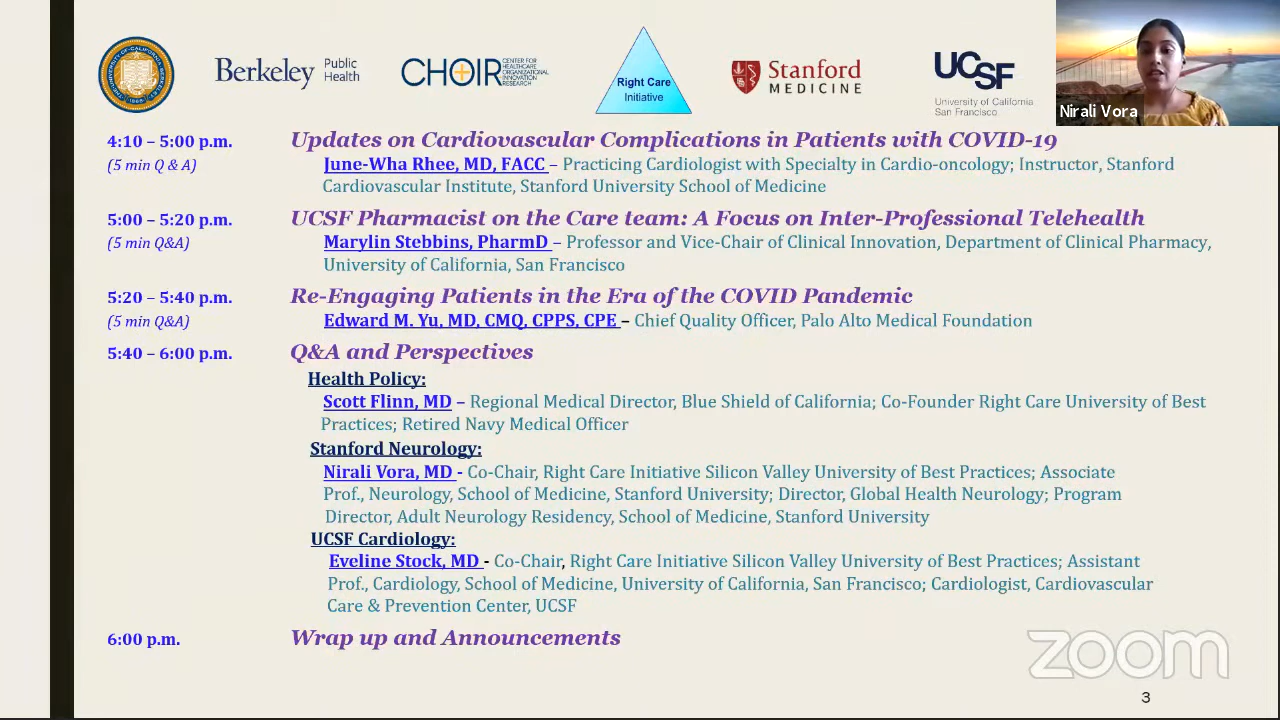 Berkeley Public Health
CHOIR CENTER FOR HEALTHCARE ORGANIZATIONAL INNOVATION RESEARCH
Right Care
Initiative
Stanford
MEDICINE
UCSF
University of California
San Francisco
Nirali Vora
4:10 – 5:00 p.m. Updates on Cardiovascular Complications in Patients with COVID-19
(5 min Q & A) June-Wha Rhee, MD, FACC – Practicing Cardiologist with Specialty in Cardio-oncology; Instructor, Stanford
Cardiovascular Institute, Stanford University School of Medicine
5:00 – 5:20 p.m. UCSF Pharmacist on the Care team: A Focus on Inter-Professional Telehealth
(5 min Q&A) Marylin Stebbins, PharmD – Professor and Vice-Chair of Clinical Innovation, Department of Clinical Pharmacy,
University of California, San Francisco
5:20 – 5:40 p.m. Re-Engaging Patients in the Era of the COVID Pandemic
(5 min Q&A) Edward M. Yu, MD, CMQ, CPPS, CPE – Chief Quality Officer, Palo Alto Medical Foundation
5:40 – 6:00 p.m. Q&A and Perspectives
Health Policy:
Scott Flinn, MD – Regional Medical Director, Blue Shield of California; Co-Founder Right Care University of Best
Practices; Retired Navy Medical Officer
Stanford Neurology:
Nirali Vora, MD - Co-Chair, Right Care Initiative Silicon Valley University of Best Practices; Associate
Prof., Neurology, School of Medicine, Stanford University; Director, Global Health Neurology; Program
Director, Adult Neurology Residency, School of Medicine, Stanford University
UCSF Cardiology:
Eveline Stock, MD - Co-Chair, Right Care Initiative Silicon Valley University of Best Practices; Assistant
Prof., Cardiology, School of Medicine, University of California, San Francisco; Cardiologist, Cardiovascular
Care & Prevention Center, UCSF
6:00 p.m. Wrap up and Announcements
zoom
3